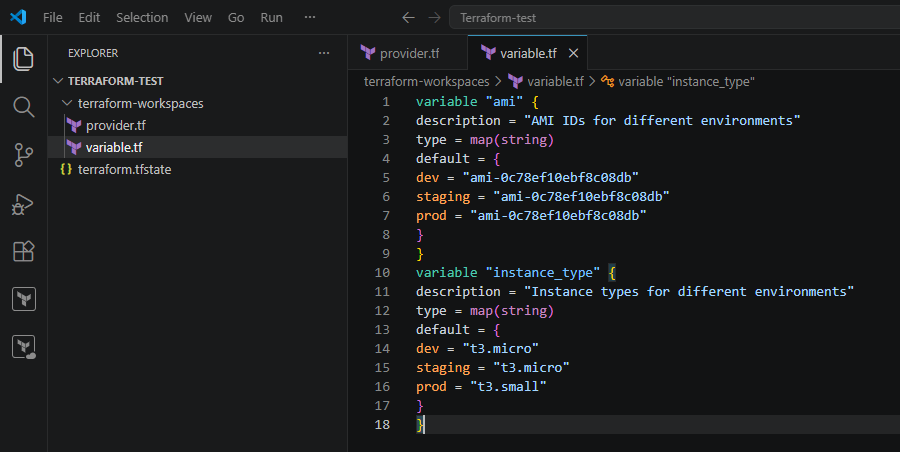 File Edit Selection View Go Run ··· ← → Terraform-test
EXPLORER ···
TERRAFORM-TEST
terraform-workspaces
provider.tf
variable.tf
{} terraform.tfstate
provider.tf variable.tf ×
terraform-workspaces > variable.tf > variable "instance_type"
1 variable "ami" {
2 description = "AMI IDs for different environments"
3 type = map(string)
4 default = {
5 dev = "ami-0c78ef10ebf8c08db"
6 staging = "ami-0c78ef10ebf8c08db"
7 prod = "ami-0c78ef10ebf8c08db"
8 }
9 }
10 variable "instance_type" {
11 description = "Instance types for different environments"
12 type = map(string)
13 default = {
14 dev = "t3.micro"
15 staging = "t3.micro"
16 prod = "t3.small"
17 }
18 }